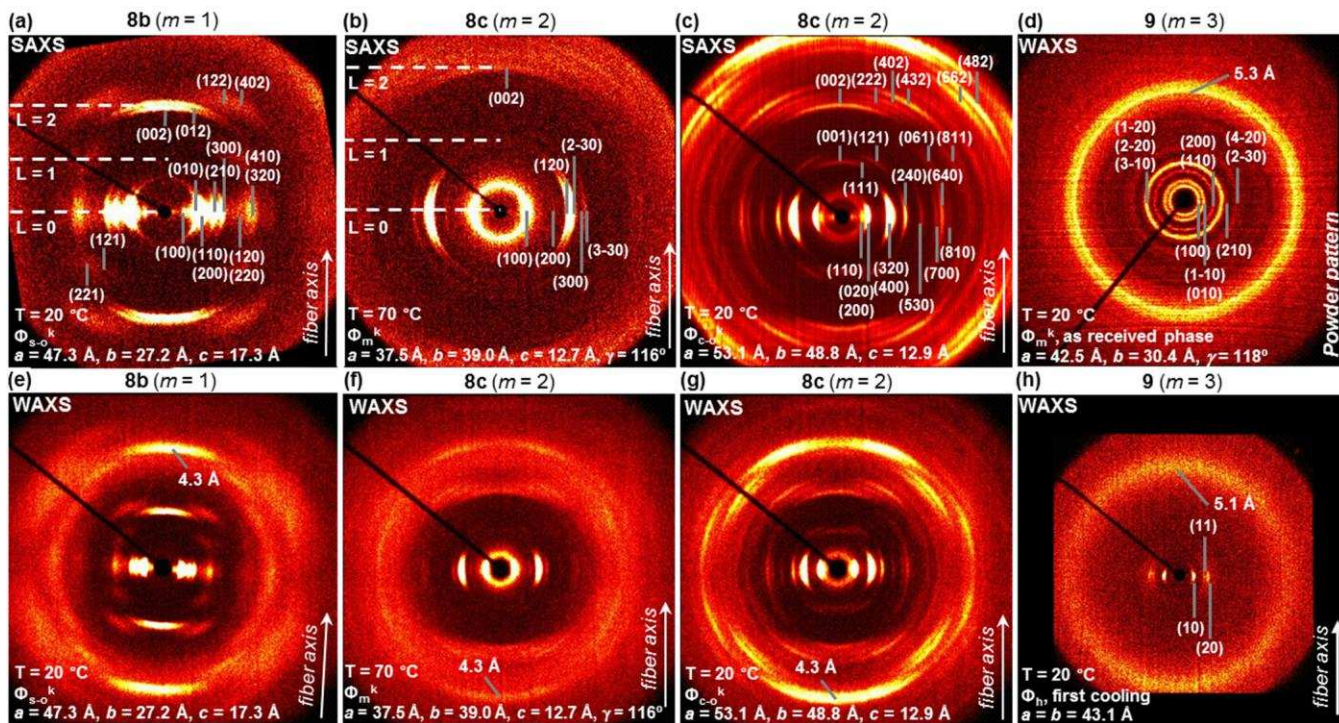 (a) 8b (m = 1)
SAXS
(122) (402)
L = 2
(002) (012)
(300)
L = 1
(010) (210) (410)
(320)
L = 0
(121)
(100) (110) (120)
(200) (220)
(221)
T = 20 °C
Φs-o^k
a = 47.3 Å, b = 27.2 Å, c = 17.3 Å
fiber axis
(b) 8c (m = 2)
SAXS
L = 2
(002)
L = 1
(2-30)
(120)
L = 0
(100) (200) (3-30)
(300)
T = 70 °C
Φm^k
a = 37.5 Å, b = 39.0 Å, c = 12.7 Å, γ = 116°
fiber axis
(c) 8c (m = 2)
SAXS
(402) (482)
(002) (222) (432) (662)
(001) (121) (061) (811)
(111) (240) (640)
(110) (320) (810)
(020) (400) (700)
(200) (530)
T = 20 °C
Φc-o^k
a = 53.1 Å, b = 48.8 Å, c = 12.9 Å
fiber axis
(d) 9 (m = 3)
WAXS
5.3 Å
(1-20) (200) (4-20)
(2-20) (110) (2-30)
(3-10)
(100) (210)
(1-10)
(010)
T = 20 °C
Φm^k, as received phase
a = 42.5 Å, b = 30.4 Å, γ = 118°
Powder pattern
(e) 8b (m = 1)
WAXS
4.3 Å
T = 20 °C
Φs-o^k
a = 47.3 Å, b = 27.2 Å, c = 17.3 Å
fiber axis
(f) 8c (m = 2)
WAXS
T = 70 °C
4.3 Å
Φm^k
a = 37.5 Å, b = 39.0 Å, c = 12.7 Å, γ = 116°
fiber axis
(g) 8c (m = 2)
WAXS
T = 20 °C
4.3 Å
Φc-o^k
a = 53.1 Å, b = 48.8 Å, c = 12.9 Å
fiber axis
(h) 9 (m = 3)
WAXS
5.1 Å
(11)
(10)
(20)
T = 20 °C
Φh, first cooling
a = b = 43.1 Å
fiber axis